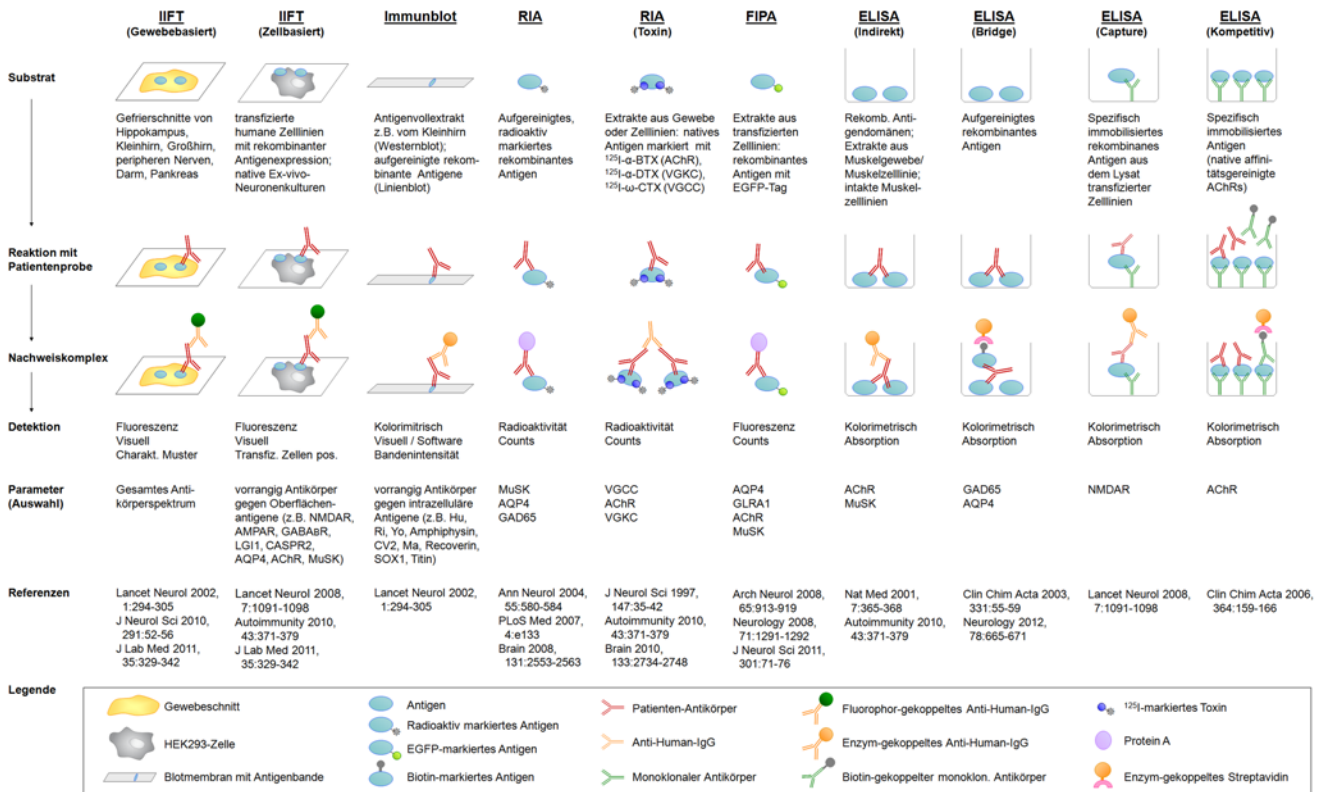 IIFT
(Gewebebasiert)
IIFT
(Zellbasiert)
Immunblot
RIA
RIA
(Toxin)
FIPA
ELISA
(Indirekt)
ELISA
(Bridge)
ELISA
(Capture)
ELISA
(Kompetitiv)
Substrat
Gefrierschnitte von
Hippokampus,
Kleinhirn, Großhirn,
peripheren Nerven,
Darm, Pankreas
transfizierte
humane Zelllinien
mit rekombinanter
Antigenexpression;
native Ex-vivo-
Neuronenkulturen
Antigenvollextrakt
z.B. vom Kleinhirn
(Westernblot);
aufgereinigte rekom-
binante Antigene
(Linienblot)
Aufgereinigtes,
radioaktiv
markiertes
rekombinantes
Antigen
Extrakte aus Gewebe
oder Zelllinien: natives
Antigen markiert mit
¹²⁵I-α-BTX (AChR),
¹²⁵I-α-DTX (VGKC)
¹²⁵I-ω-CTX (VGCC)
Extrakte aus
transfizierten
Zelllinien:
rekombinantes
Antigen mit
EGFP-Tag
Rekomb. Anti-
gendomänen;
Extrakte aus
Muskelgewebe/
Muskelzelllinie;
intakte Muskel-
zelllinien
Aufgereinigtes
rekombinantes
Antigen
Spezifisch
immobilisiertes
rekombinanes
Antigen aus
dem Lysat
transfizierter
Zelllinien
Spezifisch
immobilisiertes
Antigen
(native affini-
tätsgereinigte
AChRs)
Reaktion mit
Patientenprobe
Nachweiskomplex
Detektion
Fluoreszenz
Visuell
Charakt. Muster
Fluoreszenz
Visuell
Transfiz. Zellen pos.
Kolorimitrisch
Visuell / Software
Bandenintensität
Radioaktivität
Counts
Radioaktivität
Counts
Fluoreszenz
Counts
Kolorimetrisch
Absorption
Kolorimetrisch
Absorption
Kolorimetrisch
Absorption
Kolorimetrisch
Absorption
Parameter
(Auswahl)
Gesamtes Anti-
körperspektrum
vorrangig Antikörper
gegen Oberflächen-
antigene (z.B. NMDAR,
AMPAR, GABAвR,
LGI1, CASPR2,
AQP4, AChR, MuSK)
vorrangig Antikörper
gegen intrazelluläre
Antigene (z.B. Hu,
Ri, Yo, Amphiphysin,
CV2, Ma, Recoverin,
SOX1, Titin)
MuSK
AQP4
GAD65
VGCC
AChR
VGKC
AQP4
GLRA1
AChR
MuSK
AChR
MuSK
GAD65
AQP4
NMDAR
AChR
Referenzen
Lancet Neurol 2002,
1:294-305
J Neurol Sci 2010,
291:52-56
J Lab Med 2011,
35:329-342
Lancet Neurol 2008,
7:1091-1098
Autoimmunity 2010,
43:371-379
J Lab Med 2011,
35:329-342
Lancet Neurol 2002,
1:294-305
Ann Neurol 2004,
55:580-584
PLoS Med 2007,
4:e133
Brain 2008,
131:2553-2563
J Neurol Sci 1997,
147:35-42
Autoimmunity 2010,
43:371-379
Brain 2010,
133:2734-2748
Arch Neurol 2008,
65:913-919
Neurology 2008,
71:1291-1292
J Neurol Sci 2011,
301:71-76
Nat Med 2001,
7:365-368
Autoimmunity 2010,
43:371-379
Clin Chim Acta 2003,
331:55-59
Neurology 2012,
78:665-671
Lancet Neurol 2008,
7:1091-1098
Clin Chim Acta 2006,
364:159-166
Legende
Gewebeschnitt
HEK293-Zelle
Blotmembran mit Antigenbande
Antigen
Radioaktiv markiertes Antigen
EGFP-markiertes Antigen
Biotin-markiertes Antigen
Patienten-Antikörper
Anti-Human-IgG
Monoklonaler Antikörper
Fluorophor-gekoppeltes Anti-Human-IgG
Enzym-gekoppeltes Anti-Human-IgG
Biotin-gekoppelter monoklon. Antikörper
¹²⁵I-markiertes Toxin
Protein A
Enzym-gekoppeltes Streptavidin